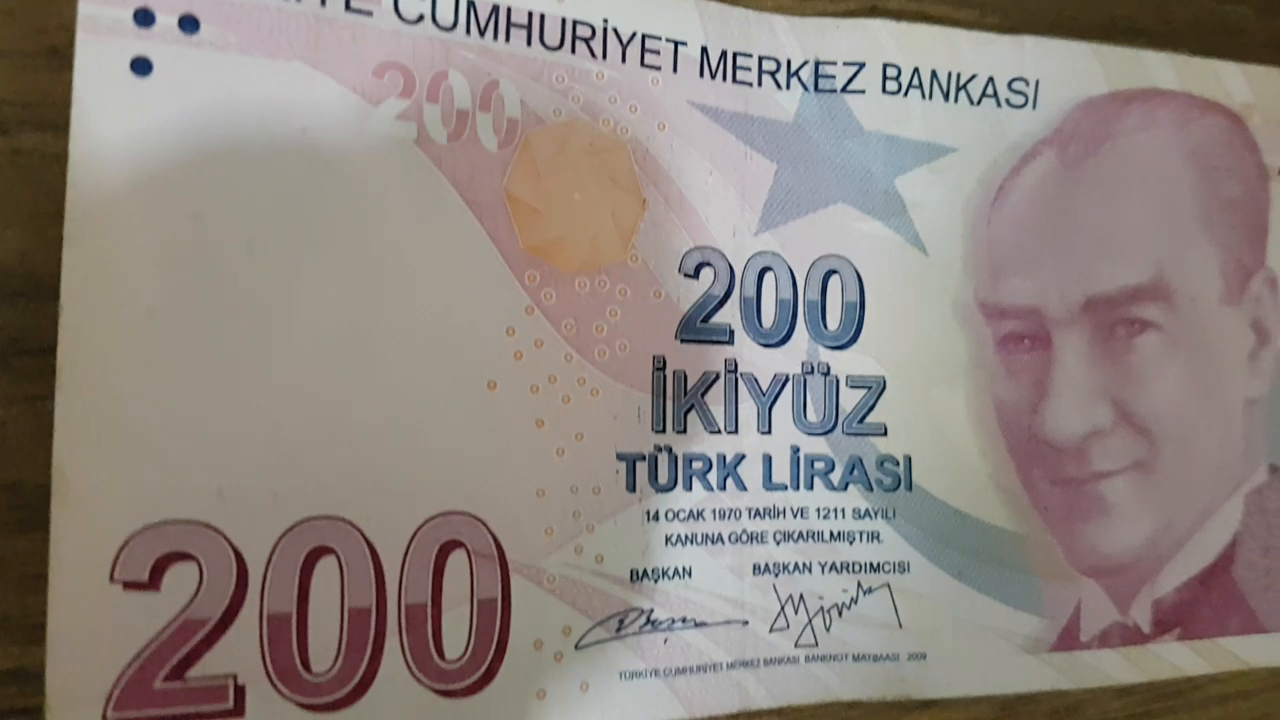 CUMHURİYET MERKEZ BANKASI
200
200
İKİYÜZ
TÜRK LİRASI
14 OCAK 1970 TARİH VE 1211 SAYILI
KANUNA GÖRE ÇIKARILMIŞTIR.
BAŞKAN BAŞKAN YARDIMCISI
200
TÜRKİYE CUMHURİYET MERKEZ BANKASI BANKNOT MATBAASI 2009